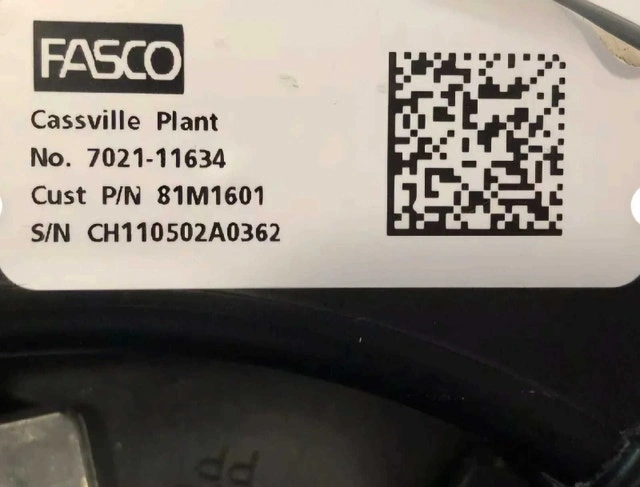 FASCO
Cassville Plant
No. 7021-11634
Cust P/N 81M1601
S/N CH110502A0362